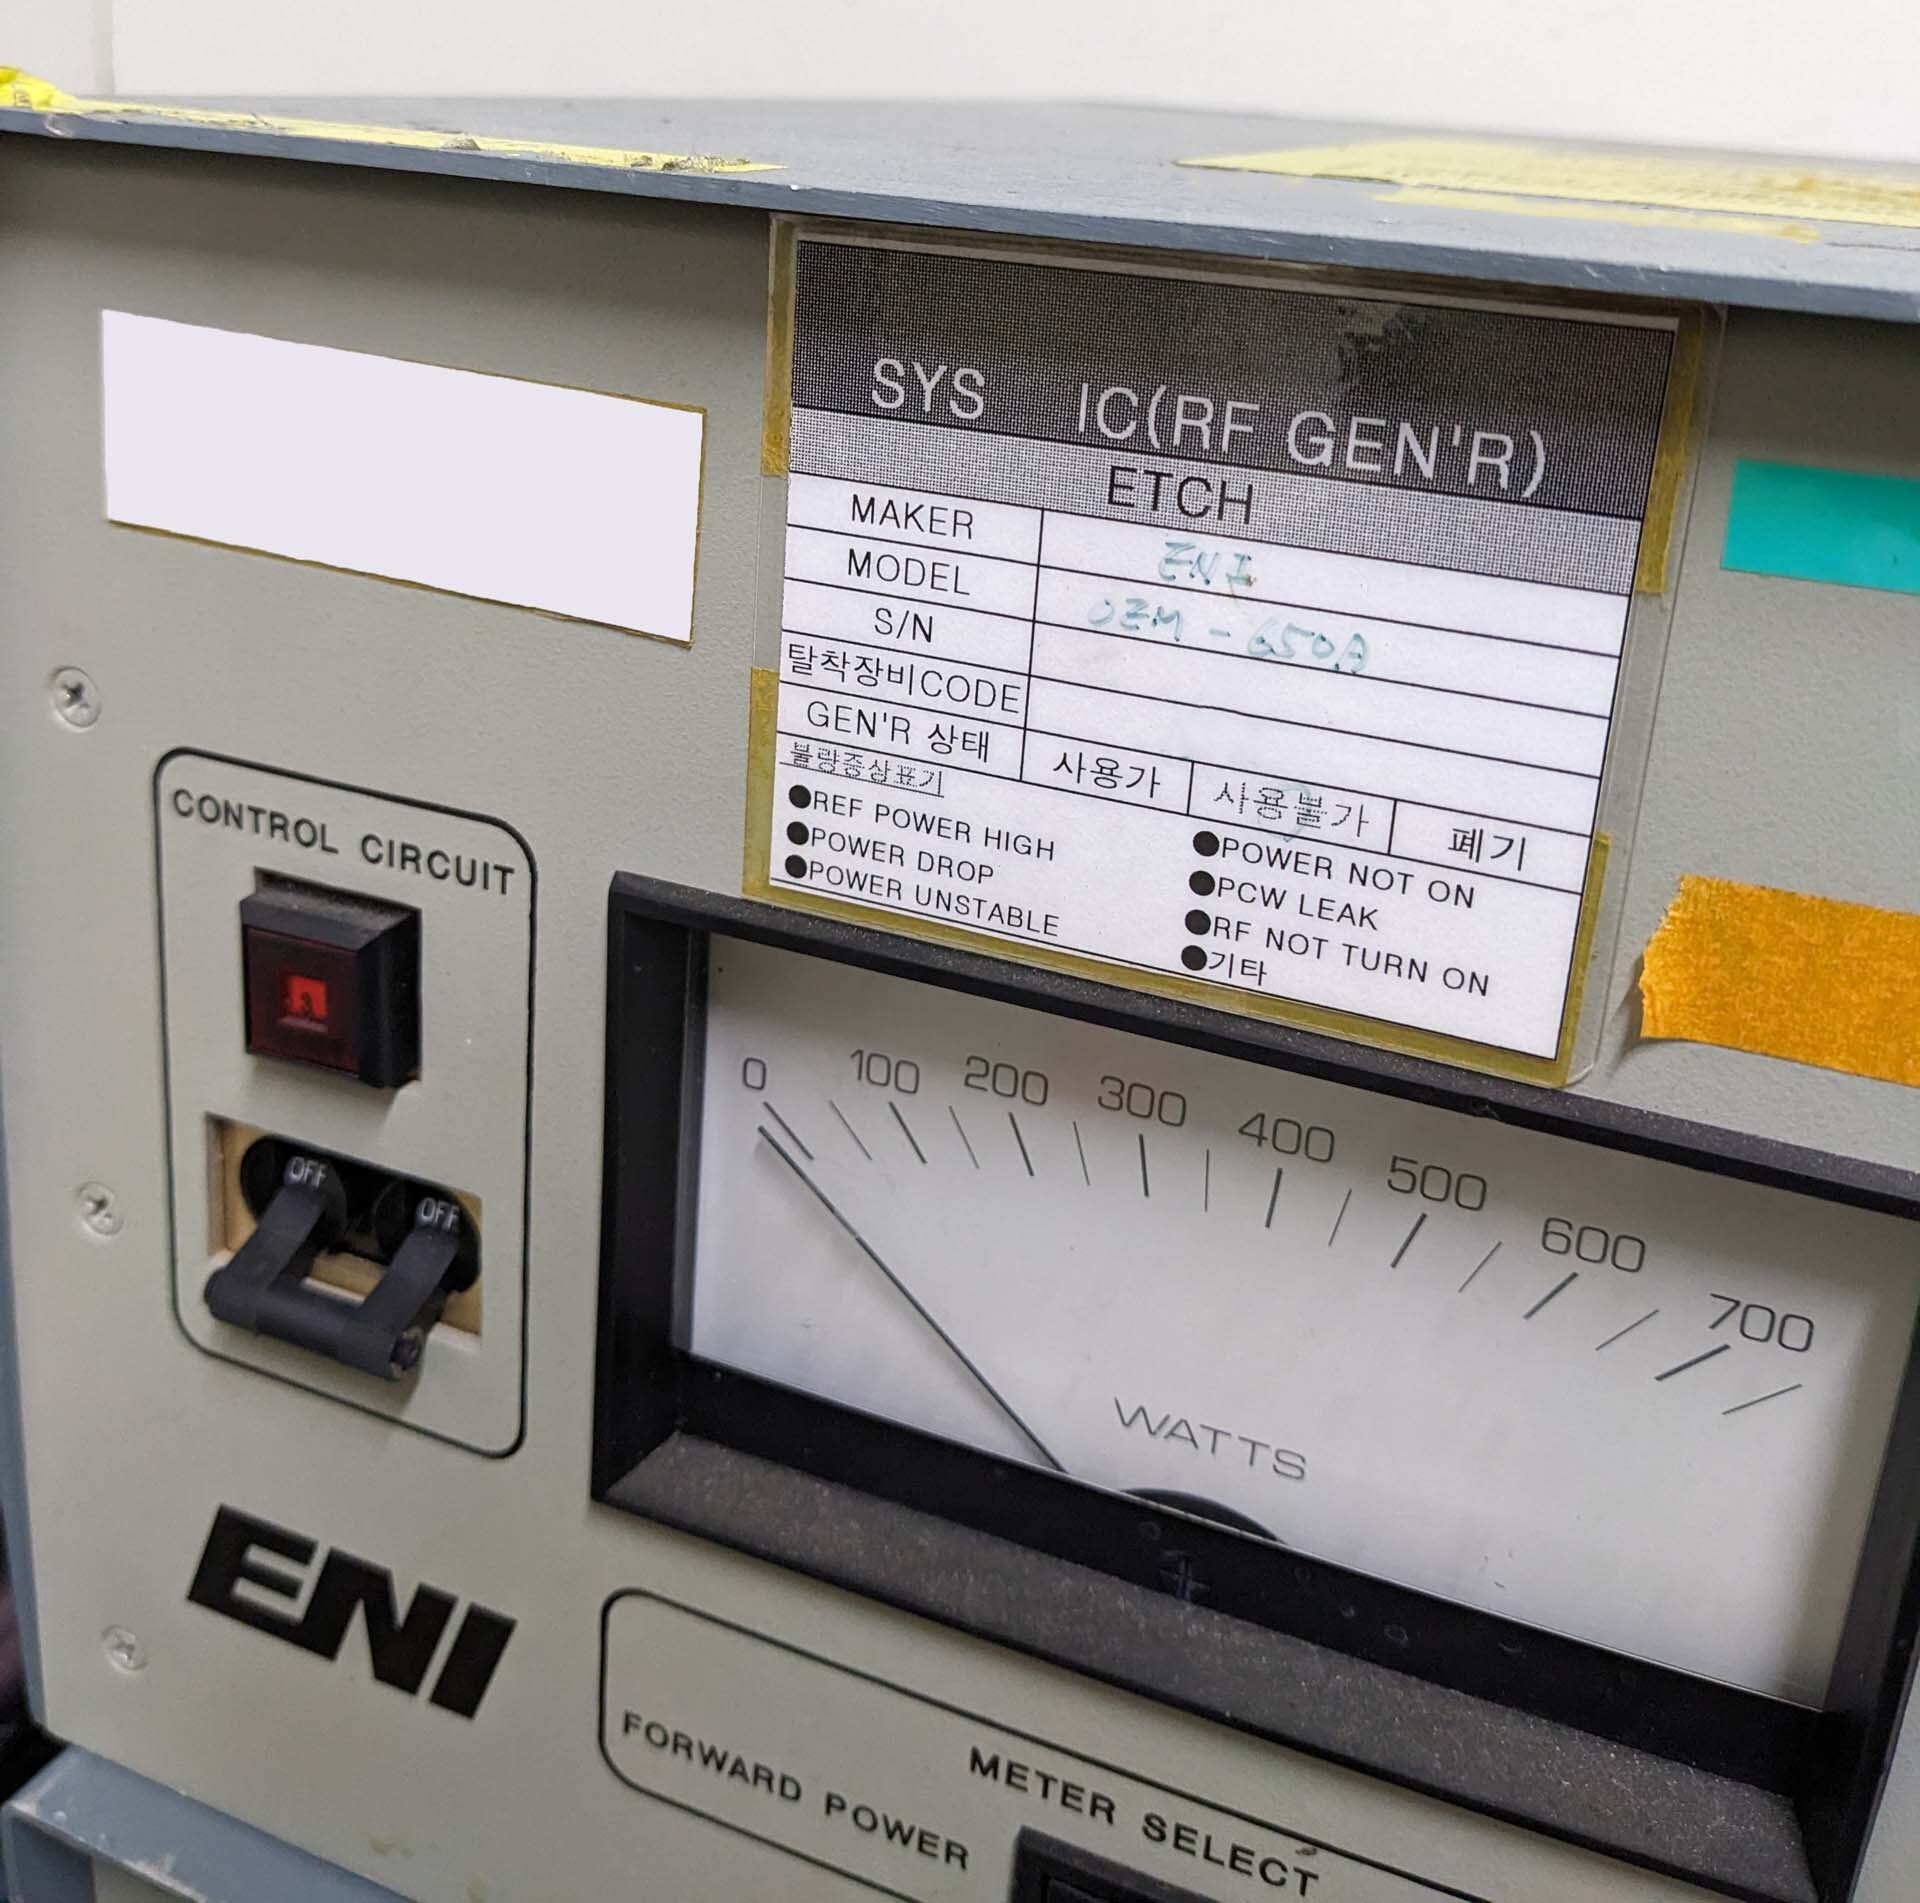 SYS IC(RF GEN'R)
ETCH
MAKER ENI
MODEL OEM-650A
S/N
탈착장비CODE
GEN'R 상태 사용가 사용불가 폐기
불량증상표기
●REF POWER HIGH
●POWER DROP
●POWER UNSTABLE
●POWER NOT ON
●PCW LEAK
●RF NOT TURN ON
●기타
CONTROL CIRCUIT
OFF OFF
0 100 200 300 400 500 600 700
WATTS
ENI
METER SELECT
FORWARD POWER